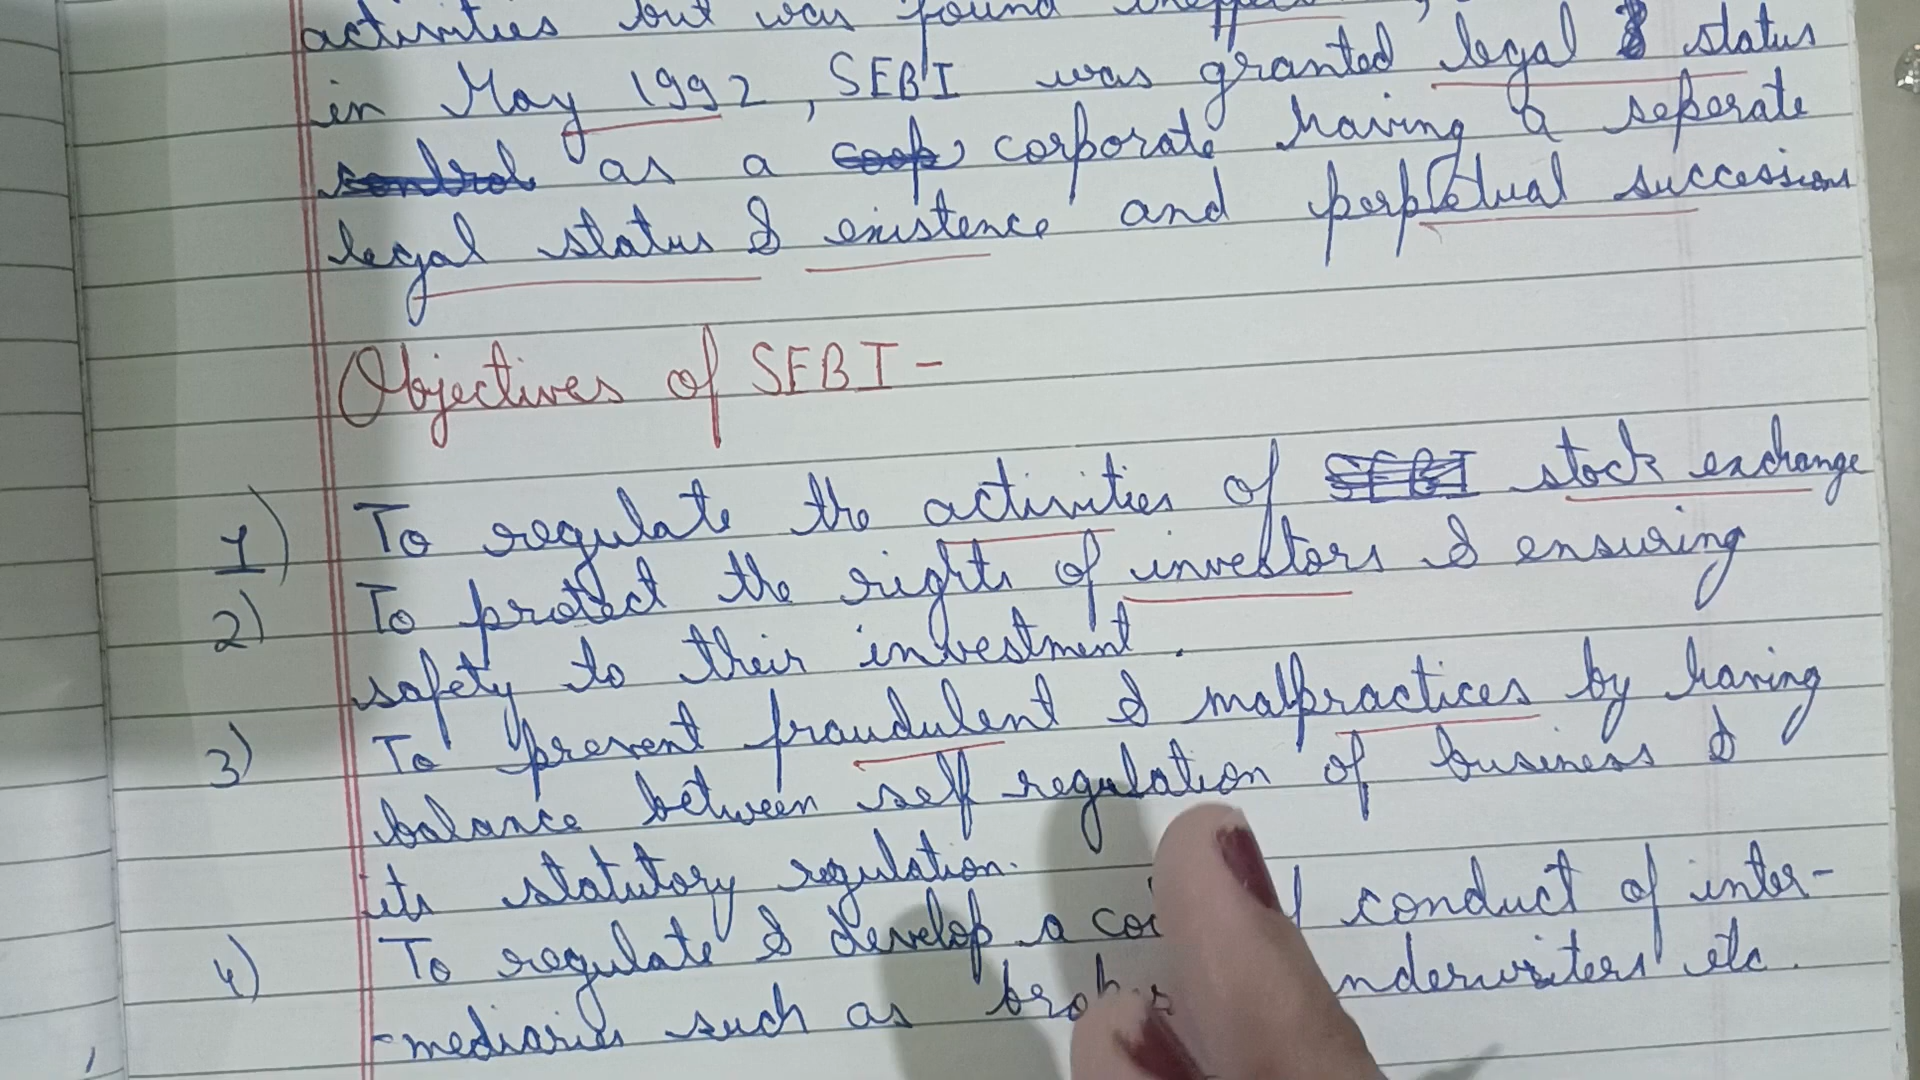 activities but was found
in May 1992, SEBI was granted legal status
as a corporate having a seperate
legal status & existence and perpetual succession
Objectives of SEBI -
1) To regulate the activities of SEBI stock exchange
2) To protect the rights of investors & ensuring
safety to their investment.
3) To prevent fraudulent & malpractices by having
balance between self regulation of business &
its statutory regulation.
4) To regulate & develop a conduct of inter-
-mediaries such as etc.